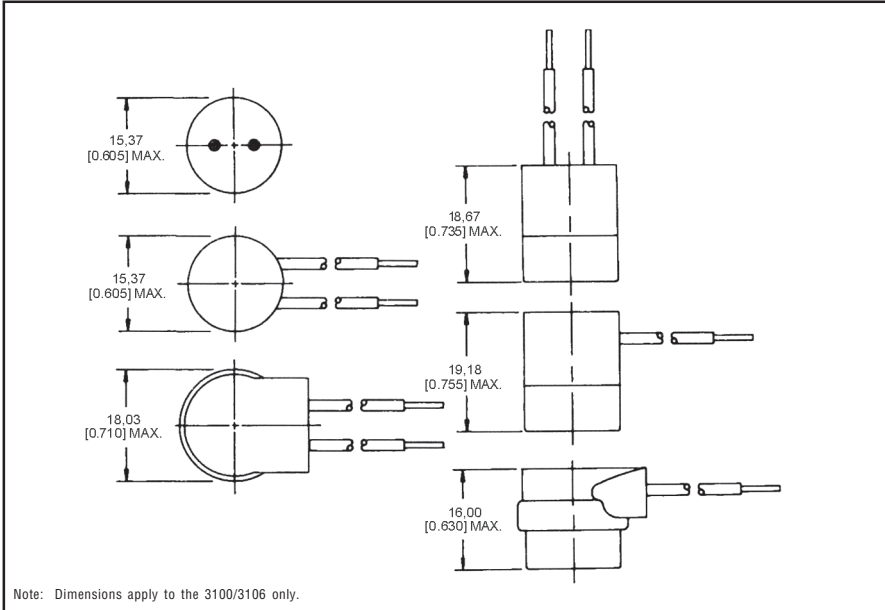 15,37
[0.605] MAX.
15,37
[0.605] MAX.
18,03
[0.710] MAX.
18,67
[0.735] MAX.
19,18
[0.755] MAX.
16,00
[0.630] MAX.
Note: Dimensions apply to the 3100/3106 only.